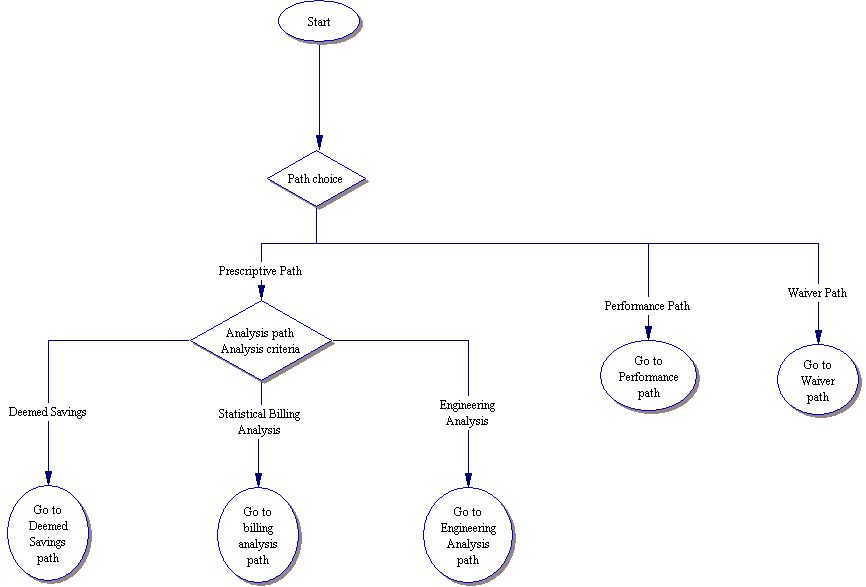 Start
Path choice
Prescriptive Path
Waiver Path
Performance Path
Analysis path
Analysis criteria
Go to
Performance
path
Go to
Waiver
path
Deemed Savings
Statistical Billing
Analysis
Engineering
Analysis
Go to
Deemed
Savings
path
Go to
billing
analysis
path
Go to
Engineering
Analysis
path